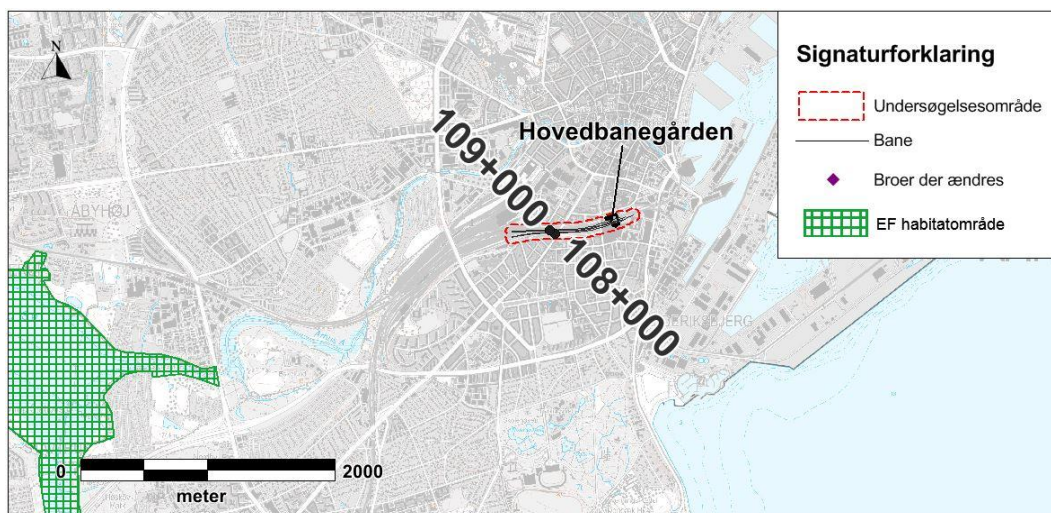 N
109+000
Hovedbanegården
108+000
ÅBYHØJ
0
2000
meter
Signaturforklaring
Undersøgelsesområde
Bane
Broer der ændres
EF habitatområde